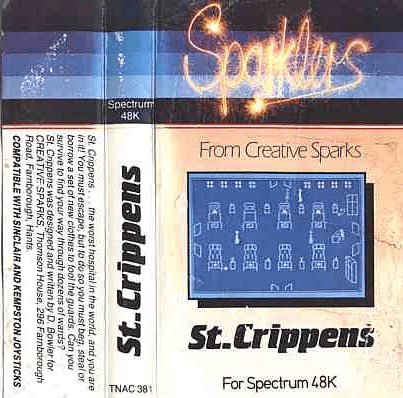 St. Crippens . . . the worst hospital in the world, and you are
in it! You must escape, but to do so you must beg, steal or
borrow a set of new clothes to fool the guards. Can you
survive to find your way through dozens of wards?
St. Crippens was designed and written by D. Bowler for
CREATIVE SPARKS, Thomson House, 296 Farnborough
Road, Farnborough, Hants
COMPATIBLE WITH SINCLAIR AND KEMPSTON JOYSTICKS
Spectrum
48K
St.Crippens
TNAC 381
Sparklers
From Creative Sparks
St.Crippens
For Spectrum 48K